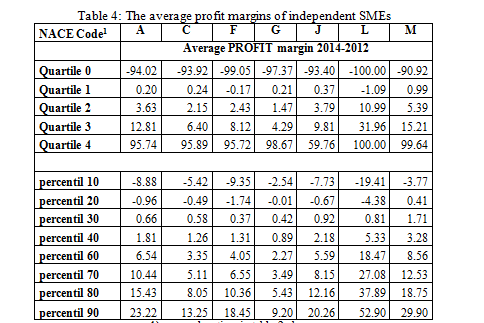 Table 4: The average profit margins of independent SMEs
NACE Code1 A C F G J L M
Average PROFIT margin 2014-2012
Quartile 0 -94.02 -93.92 -99.05 -97.37 -93.40 -100.00 -90.92
Quartile 1 0.20 0.24 -0.17 0.21 0.37 -1.09 0.99
Quartile 2 3.63 2.15 2.43 1.47 3.79 10.99 5.39
Quartile 3 12.81 6.40 8.12 4.29 9.81 31.96 15.21
Quartile 4 95.74 95.89 95.72 98.67 59.76 100.00 99.64
percentil 10 -8.88 -5.42 -9.35 -2.54 -7.73 -19.41 -3.77
percentil 20 -0.96 -0.49 -1.74 -0.01 -0.67 -4.38 0.41
percentil 30 0.66 0.58 0.37 0.42 0.92 0.81 1.71
percentil 40 1.81 1.26 1.31 0.89 2.18 5.33 3.28
percentil 60 6.54 3.35 4.05 2.27 5.59 18.47 8.56
percentil 70 10.44 5.11 6.55 3.49 8.15 27.08 12.53
percentil 80 15.43 8.05 10.36 5.43 12.16 37.89 18.75
percentil 90 23.22 13.25 18.45 9.20 20.26 52.90 29.90